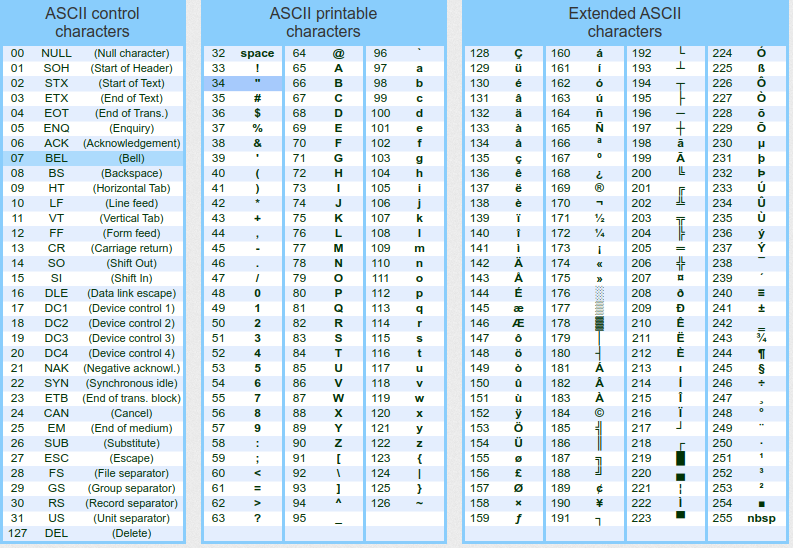 ASCII control
characters
00 NULL (Null character)
01 SOH (Start of Header)
02 STX (Start of Text)
03 ETX (End of Text)
04 EOT (End of Trans.)
05 ENQ (Enquiry)
06 ACK (Acknowledgement)
07 BEL (Bell)
08 BS (Backspace)
09 HT (Horizontal Tab)
10 LF (Line feed)
11 VT (Vertical Tab)
12 FF (Form feed)
13 CR (Carriage return)
14 SO (Shift Out)
15 SI (Shift In)
16 DLE (Data link escape)
17 DC1 (Device control 1)
18 DC2 (Device control 2)
19 DC3 (Device control 3)
20 DC4 (Device control 4)
21 NAK (Negative acknowl.)
22 SYN (Synchronous idle)
23 ETB (End of trans. block)
24 CAN (Cancel)
25 EM (End of medium)
26 SUB (Substitute)
27 ESC (Escape)
28 FS (File separator)
29 GS (Group separator)
30 RS (Record separator)
31 US (Unit separator)
127 DEL (Delete)
ASCII printable
characters
32 space 64 @ 96 `
33 ! 65 A 97 a
34 " 66 B 98 b
35 # 67 C 99 c
36 $ 68 D 100 d
37 % 69 E 101 e
38 & 70 F 102 f
39 ' 71 G 103 g
40 ( 72 H 104 h
41 ) 73 I 105 i
42 * 74 J 106 j
43 + 75 K 107 k
44 , 76 L 108 l
45 - 77 M 109 m
46 . 78 N 110 n
47 / 79 O 111 o
48 0 80 P 112 p
49 1 81 Q 113 q
50 2 82 R 114 r
51 3 83 S 115 s
52 4 84 T 116 t
53 5 85 U 117 u
54 6 86 V 118 v
55 7 87 W 119 w
56 8 88 X 120 x
57 9 89 Y 121 y
58 : 90 Z 122 z
59 ; 91 [ 123 {
60 < 92 \ 124 |
61 = 93 ] 125 }
62 > 94 ^ 126 ~
63 ? 95 _
Extended ASCII
characters
128 Ç 160 á 192 └ 224 Ó
129 ü 161 í 193 ┴ 225 ß
130 é 162 ó 194 ┬ 226 Ô
131 â 163 ú 195 ├ 227 Ò
132 ä 164 ñ 196 ─ 228 õ
133 à 165 Ñ 197 ┼ 229 Õ
134 å 166 ª 198 ã 230 µ
135 ç 167 º 199 Ã 231 þ
136 ê 168 ¿ 200 ╚ 232 Þ
137 ë 169 ® 201 ╔ 233 Ú
138 è 170 ¬ 202 ╩ 234 Û
139 ï 171 ½ 203 ╦ 235 Ù
140 î 172 ¼ 204 ╠ 236 ý
141 ì 173 ¡ 205 ═ 237 Ý
142 Ä 174 « 206 ╬ 238 ¯
143 Å 175 » 207 ¤ 239 ´
144 É 176 ░ 208 ð 240 ≡
145 æ 177 ▒ 209 Ð 241 ±
146 Æ 178 ▓ 210 Ê 242 ‗
147 ô 179 │ 211 Ë 243 ¾
148 ö 180 ┤ 212 È 244 ¶
149 ò 181 Á 213 ı 245 §
150 û 182 Â 214 Í 246 ÷
151 ù 183 À 215 Î 247 ¸
152 ÿ 184 © 216 Ï 248 °
153 Ö 185 ╣ 217 ┘ 249 ¨
154 Ü 186 ║ 218 ┌ 250 ·
155 ø 187 ╗ 219 █ 251 ¹
156 £ 188 ╝ 220 ▄ 252 ³
157 Ø 189 ¢ 221 ¦ 253 ²
158 × 190 ¥ 222 Ì 254 ■
159 ƒ 191 ┐ 223 ▀ 255 nbsp